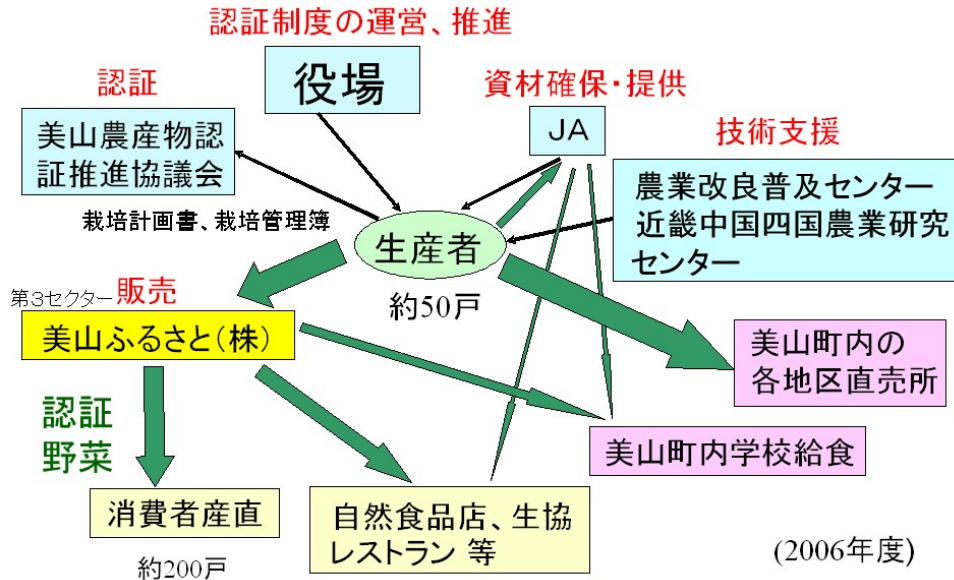 認証制度の運営、推進
役場
認証
美山農産物認
証推進協議会
資材確保・提供
JA
技術支援
農業改良普及センター
近畿中国四国農業研究
センター
栽培計画書、栽培管理簿
生産者
約50戸
第3セクター
販売
美山ふるさと(株)
美山町内の
各地区直売所
認証
野菜
美山町内学校給食
消費者産直
約200戸
自然食品店、生協
レストラン 等
(2006年度)